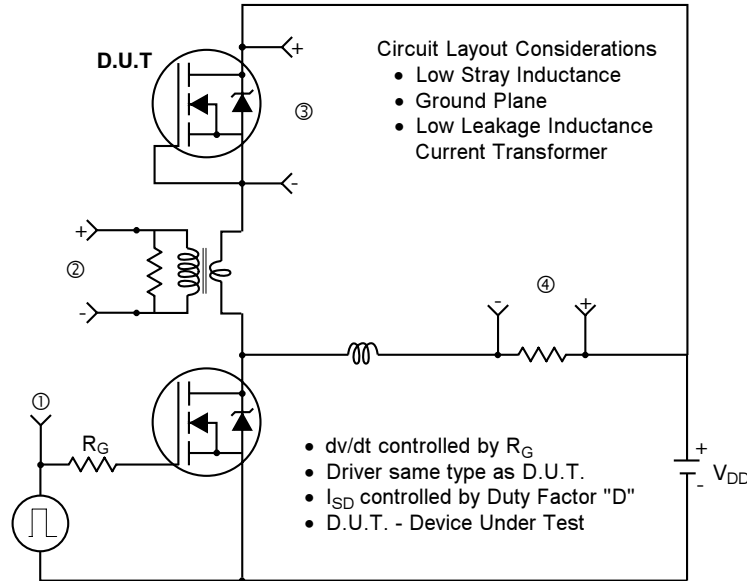 D.U.T
+
③
-
Circuit Layout Considerations
• Low Stray Inductance
• Ground Plane
• Low Leakage Inductance
Current Transformer
+
②
-
④
-
+
①
R_G
• dv/dt controlled by R_G
• Driver same type as D.U.T.
• I_SD controlled by Duty Factor "D"
• D.U.T. - Device Under Test
+
V_DD
-